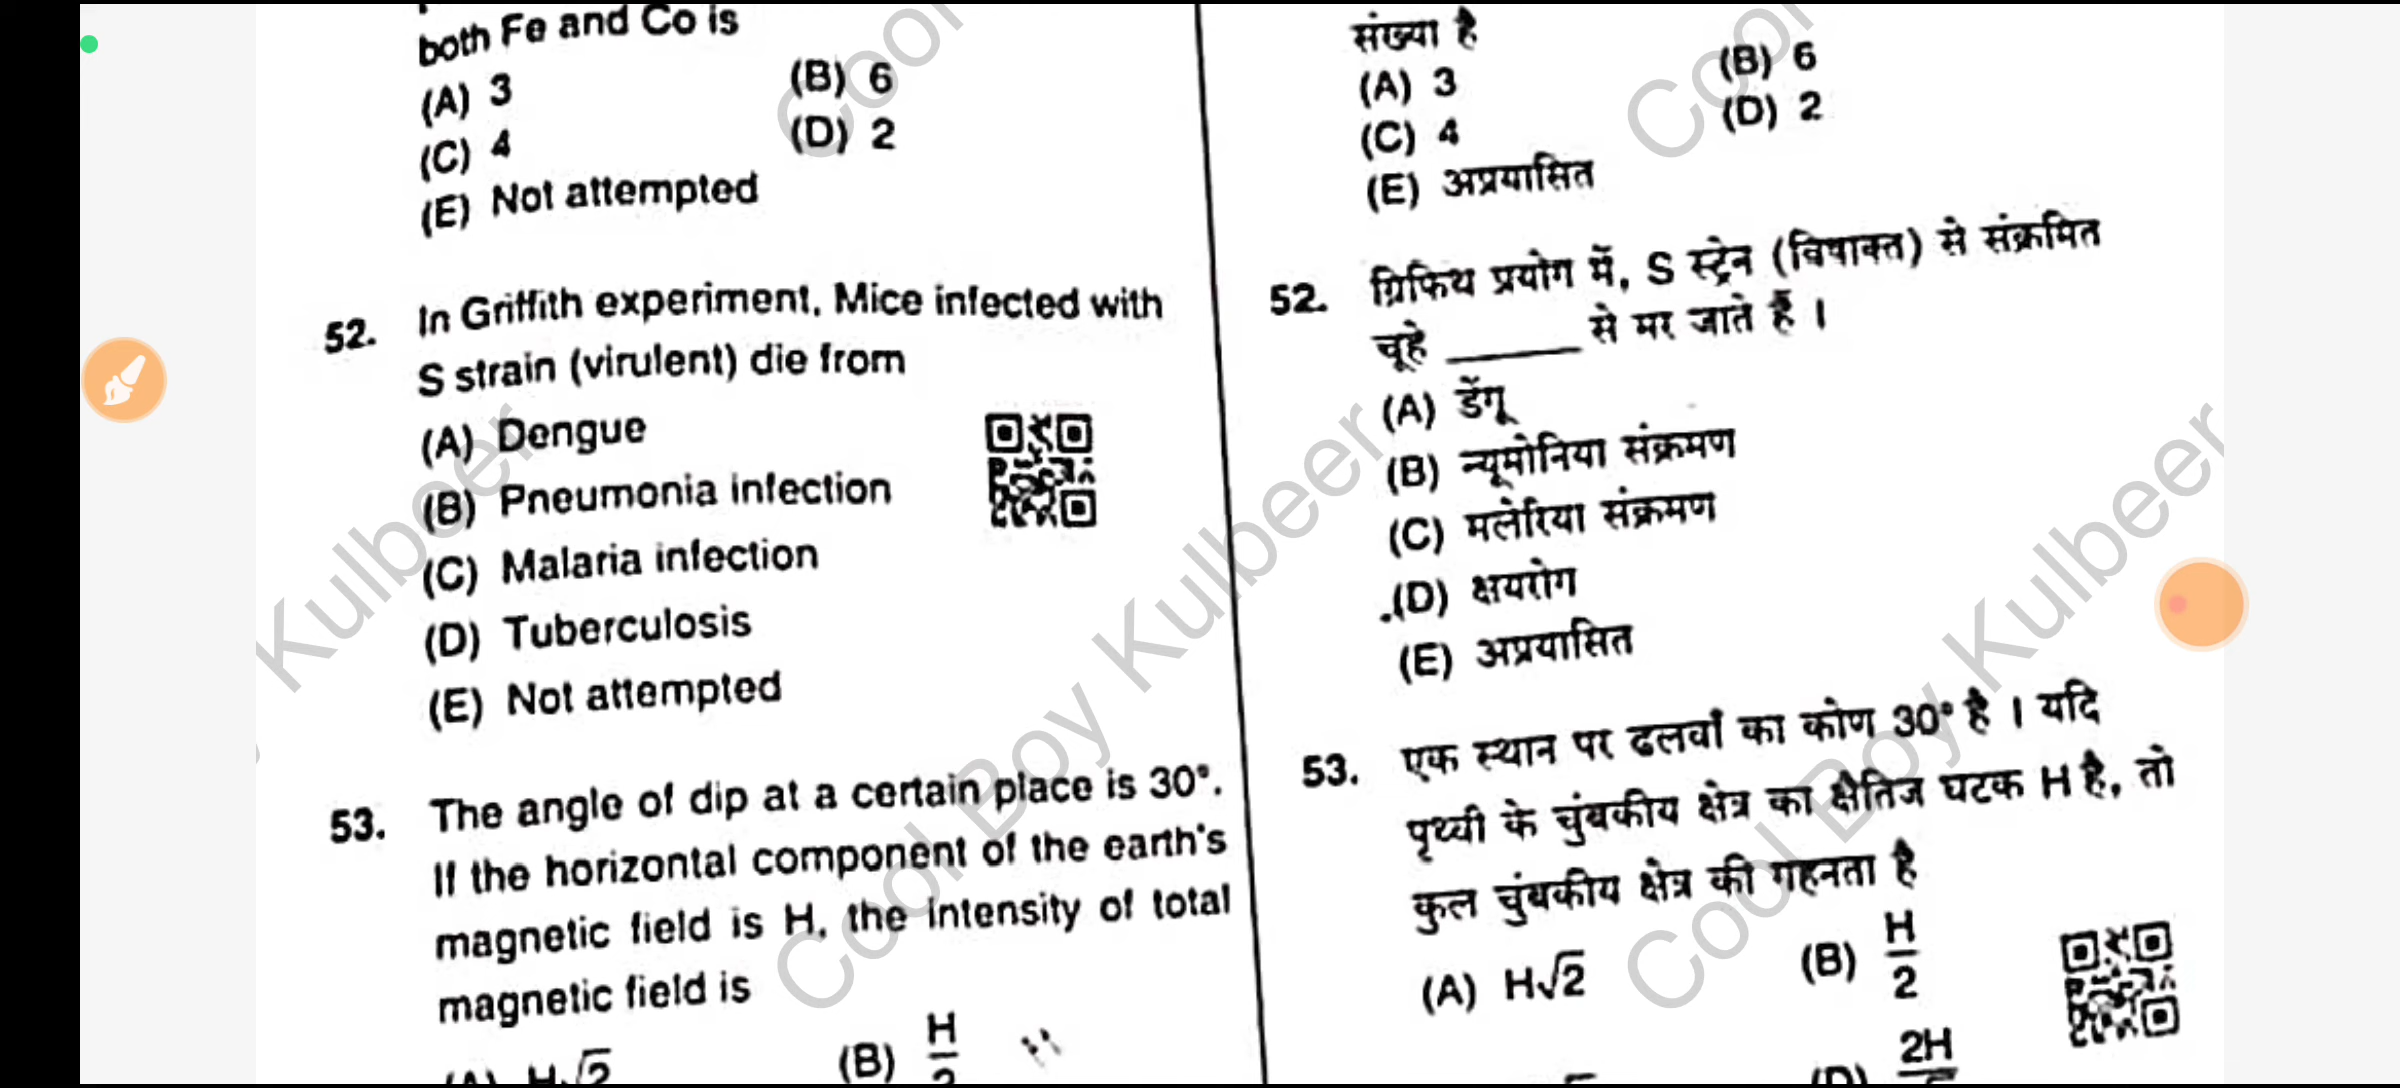 both Fe and Co is
(A) 3
(B) 6
(C) 4
(D) 2
(E) Not attempted
52. In Griffith experiment, Mice infected with
S strain (virulent) die from
(A) Dengue
(B) Pneumonia infection
(C) Malaria infection
(D) Tuberculosis
(E) Not attempted
53. The angle of dip at a certain place is 30°.
If the horizontal component of the earth's
magnetic field is H, the intensity of total
magnetic field is
(A) H√2
(B) H/2
संख्या है
(A) 3
(B) 6
(C) 4
(D) 2
(E) अप्रयासित
52. ग्रिफिथ प्रयोग में, S स्ट्रेन (विषाक्त) से संक्रमित
चूहे ______ से मर जाते हैं ।
(A) डेंगू
(B) न्यूमोनिया संक्रमण
(C) मलेरिया संक्रमण
(D) क्षयरोग
(E) अप्रयासित
53. एक स्थान पर ढलवाँ का कोण 30° है । यदि
पृथ्वी के चुंबकीय क्षेत्र का क्षैतिज घटक H है, तो
कुल चुंबकीय क्षेत्र की गहनता है
(A) H√2
(B) H/2
(D) 2H
Cool Boy Kulbeer
Cool Boy Kulbeer
Kulbeer
Cool
Cool